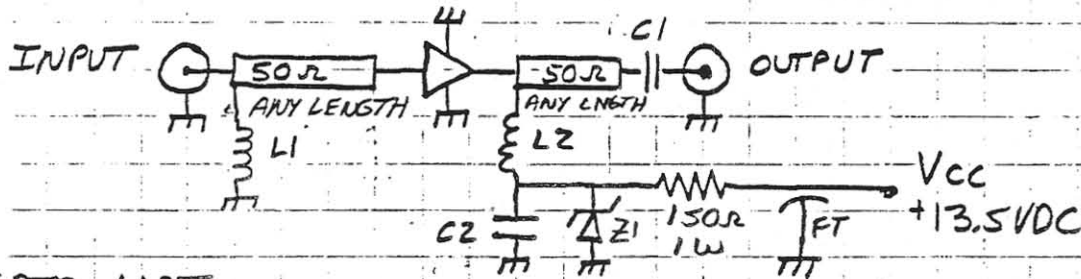 C1
INPUT 50Ω 50Ω OUTPUT
ANY LENGTH ANY LNGTH
L1 L2
VCC
+13.5VDC
C2 Z1 150Ω FT
1W